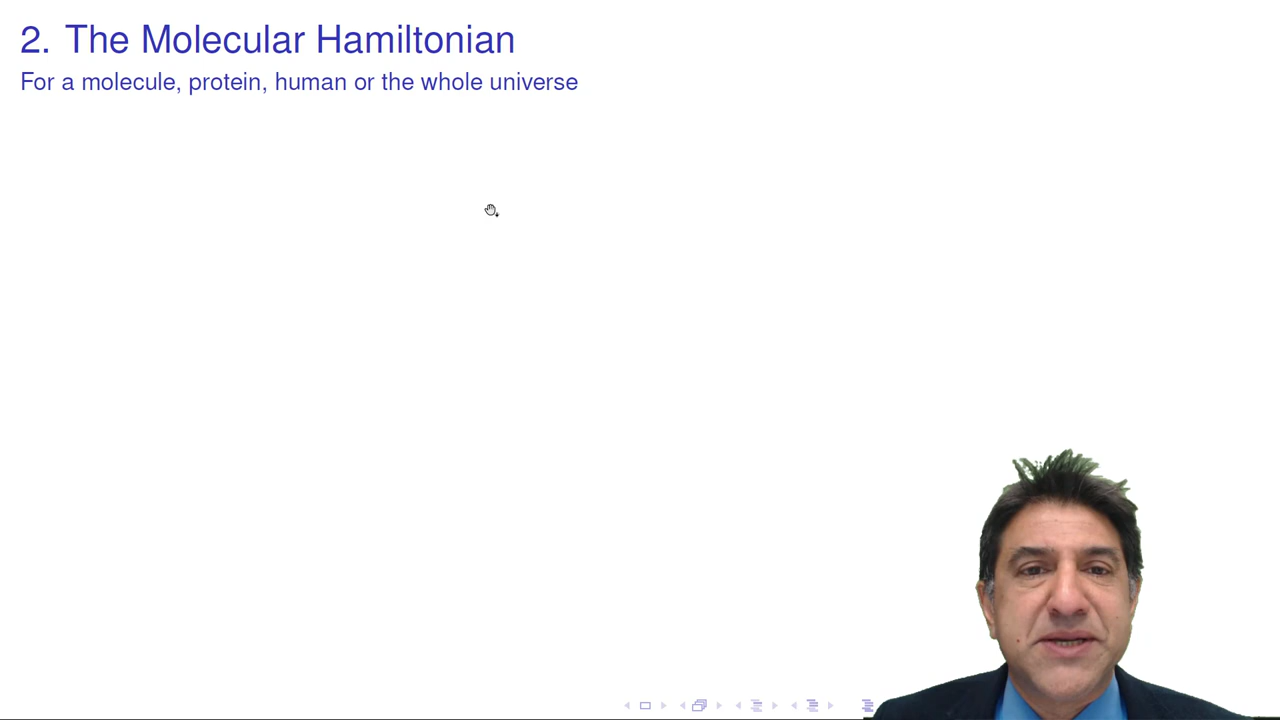 2. The Molecular Hamiltonian
For a molecule, protein, human or the whole universe